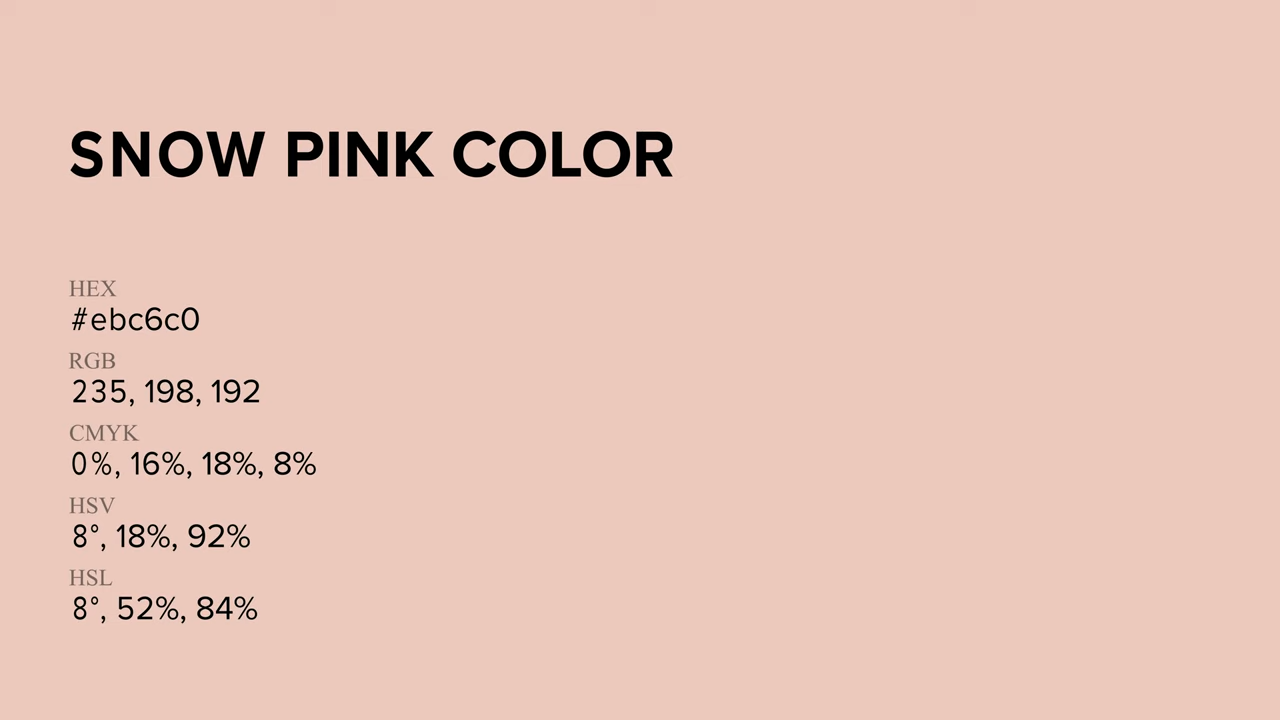 SNOW PINK COLOR
HEX
#ebc6c0
RGB
235, 198, 192
CMYK
0%, 16%, 18%, 8%
HSV
8°, 18%, 92%
HSL
8°, 52%, 84%